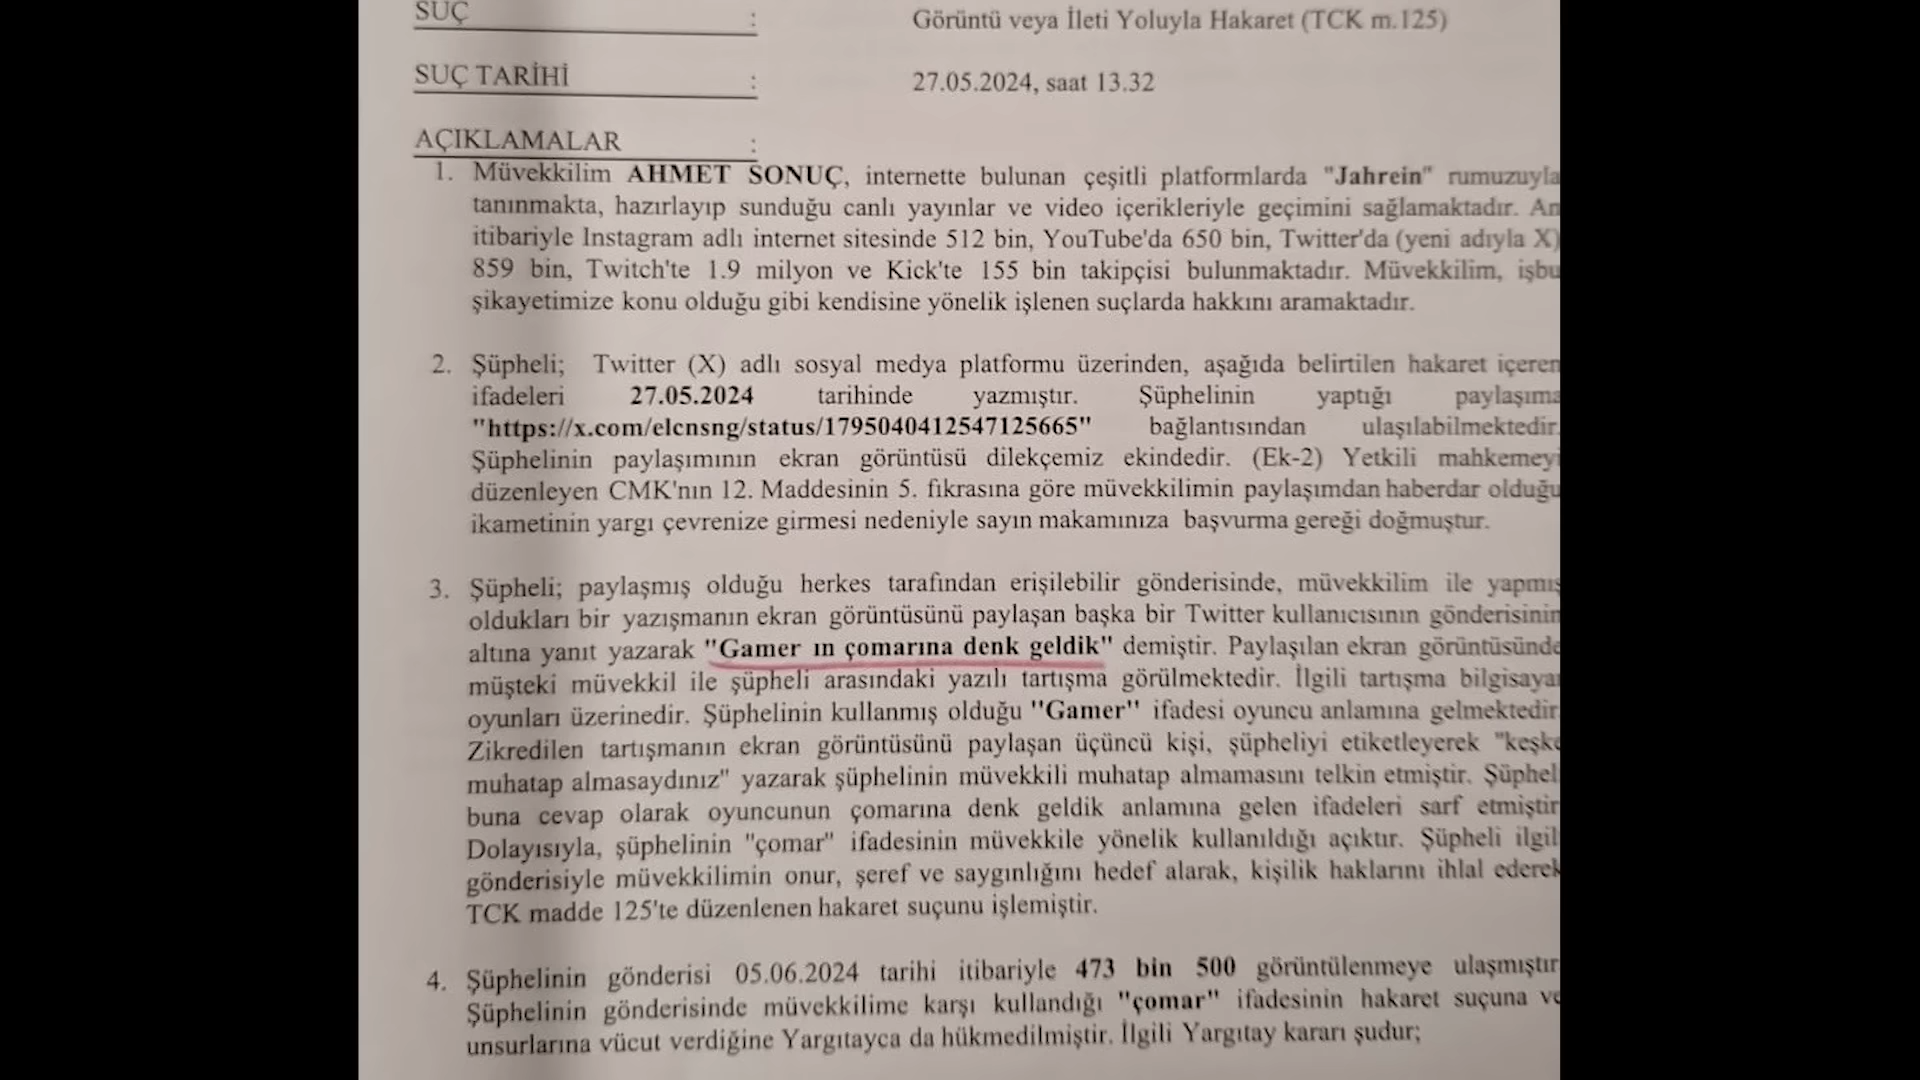 SUÇ : Görüntü veya İleti Yoluyla Hakaret (TCK m.125)
SUÇ TARİHİ : 27.05.2024, saat 13.32
AÇIKLAMALAR :
1. Müvekkilim AHMET SONUÇ, internette bulunan çeşitli platformlarda "Jahrein" rumuzuyla
tanınmakta, hazırlayıp sunduğu canlı yayınlar ve video içerikleriyle geçimini sağlamaktadır. An
itibariyle Instagram adlı internet sitesinde 512 bin, YouTube'da 650 bin, Twitter'da (yeni adıyla X)
859 bin, Twitch'te 1.9 milyon ve Kick'te 155 bin takipçisi bulunmaktadır. Müvekkilim, işbu
şikayetimize konu olduğu gibi kendisine yönelik işlenen suçlarda hakkını aramaktadır.
2. Şüpheli; Twitter (X) adlı sosyal medya platformu üzerinden, aşağıda belirtilen hakaret içeren
ifadeleri 27.05.2024 tarihinde yazmıştır. Şüphelinin yaptığı paylaşıma
"https://x.com/elcnsng/status/1795040412547125665" bağlantısından ulaşılabilmektedir.
Şüphelinin paylaşımının ekran görüntüsü dilekçemiz ekindedir. (Ek-2) Yetkili mahkemeyi
düzenleyen CMK'nın 12. Maddesinin 5. fıkrasına göre müvekkilimin paylaşımdan haberdar olduğu
ikametinin yargı çevrenize girmesi nedeniyle sayın makamınıza başvurma gereği doğmuştur.
3. Şüpheli; paylaşmış olduğu herkes tarafından erişilebilir gönderisinde, müvekkilim ile yapmış
oldukları bir yazışmanın ekran görüntüsünü paylaşan başka bir Twitter kullanıcısının gönderisinin
altına yanıt yazarak "Gamer ın çomarına denk geldik" demiştir. Paylaşılan ekran görüntüsünde
müşteki müvekkil ile şüpheli arasındaki yazılı tartışma görülmektedir. İlgili tartışma bilgisayar
oyunları üzerinedir. Şüphelinin kullanmış olduğu "Gamer" ifadesi oyuncu anlamına gelmektedir
Zikredilen tartışmanın ekran görüntüsünü paylaşan üçüncü kişi, şüpheliyi etiketleyerek "keşke
muhatap almasaydınız" yazarak şüphelinin müvekkili muhatap almamasını telkin etmiştir. Şüphel
buna cevap olarak oyuncunun çomarına denk geldik anlamına gelen ifadeleri sarf etmiştir
Dolayısıyla, şüphelinin "çomar" ifadesinin müvekkile yönelik kullanıldığı açıktır. Şüpheli ilgil
gönderisiyle müvekkilimin onur, şeref ve saygınlığını hedef alarak, kişilik haklarını ihlal ederek
TCK madde 125'te düzenlenen hakaret suçunu işlemiştir.
4. Şüphelinin gönderisi 05.06.2024 tarihi itibariyle 473 bin 500 görüntülenmeye ulaşmıştır
Şüphelinin gönderisinde müvekkilime karşı kullandığı "çomar" ifadesinin hakaret suçuna ve
unsurlarına vücut verdiğine Yargıtayca da hükmedilmiştir. İlgili Yargıtay kararı şudur;